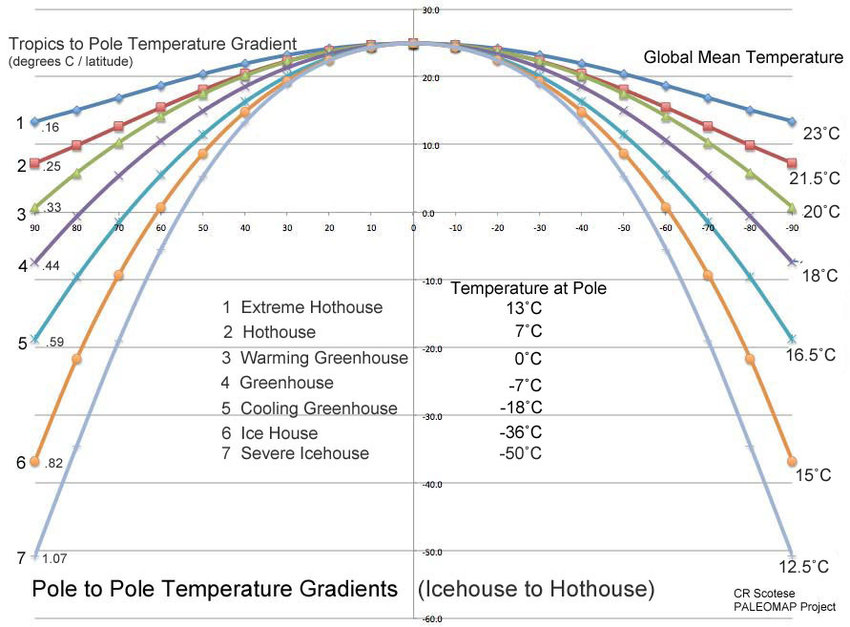 30.0
Tropics to Pole Temperature Gradient
(degrees C / latitude)
Global Mean Temperature
20.0
1 .16 23˚C
10.0
2 .25 21.5˚C
3 .33 20˚C
0.0
90 80 70 60 50 40 30 20 10 0 -10 -20 -30 -40 -50 -60 -70 -80 -90
4 .44 18˚C
-10.0
Temperature at Pole
1 Extreme Hothouse 13˚C
2 Hothouse 7˚C
5 .59 16.5˚C
-20.0
3 Warming Greenhouse 0˚C
4 Greenhouse -7˚C
5 Cooling Greenhouse -18˚C
-30.0
6 Ice House -36˚C
7 Severe Icehouse -50˚C
6 .82 15˚C
-40.0
-50.0
7 1.07 12.5˚C
Pole to Pole Temperature Gradients (Icehouse to Hothouse)
CR Scotese
PALEOMAP Project
-60.0